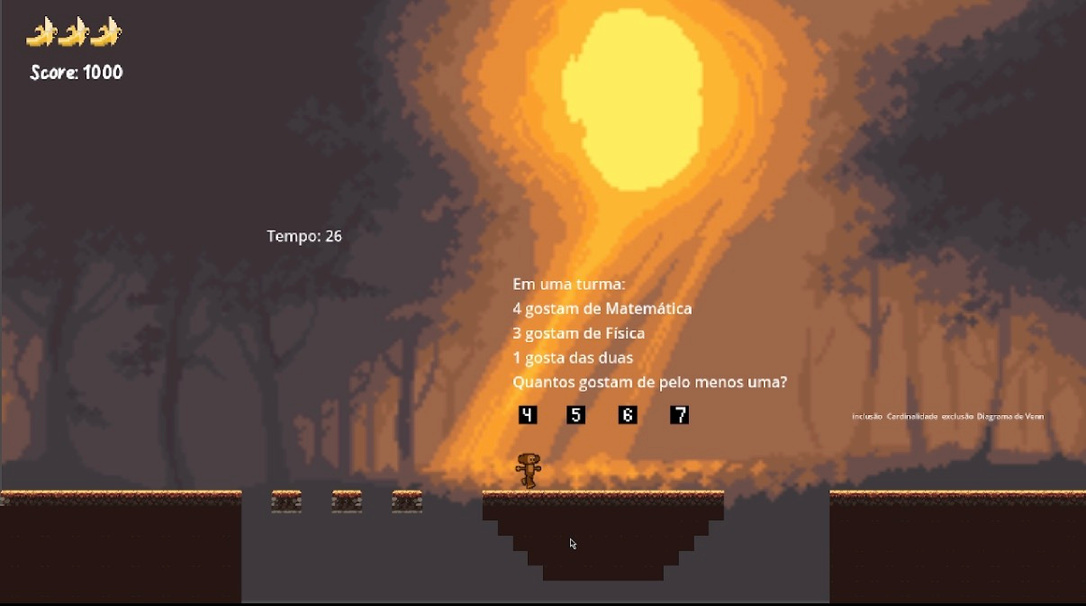 Score: 1000
Tempo: 26
Em uma turma:
4 gostam de Matemática
3 gostam de Física
1 gosta das duas
Quantos gostam de pelo menos uma?
4 5 6 7
inclusão Cardinalidade exclusão Diagrama de Venn